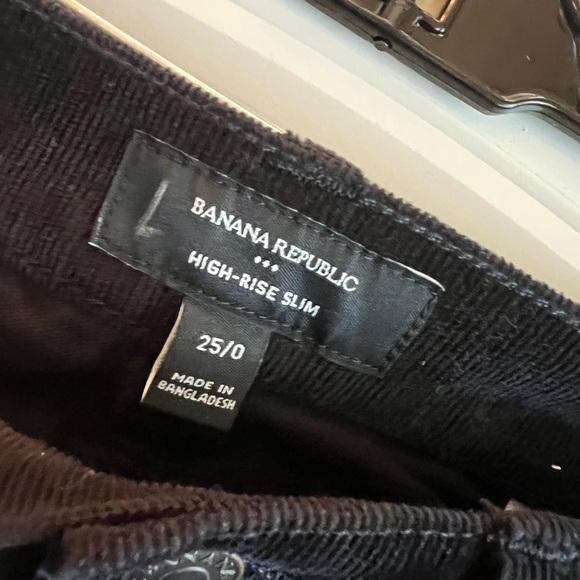 BANANA REPUBLIC
HIGH-RISE SLIM
25/0
MADE IN
BANGLADESH